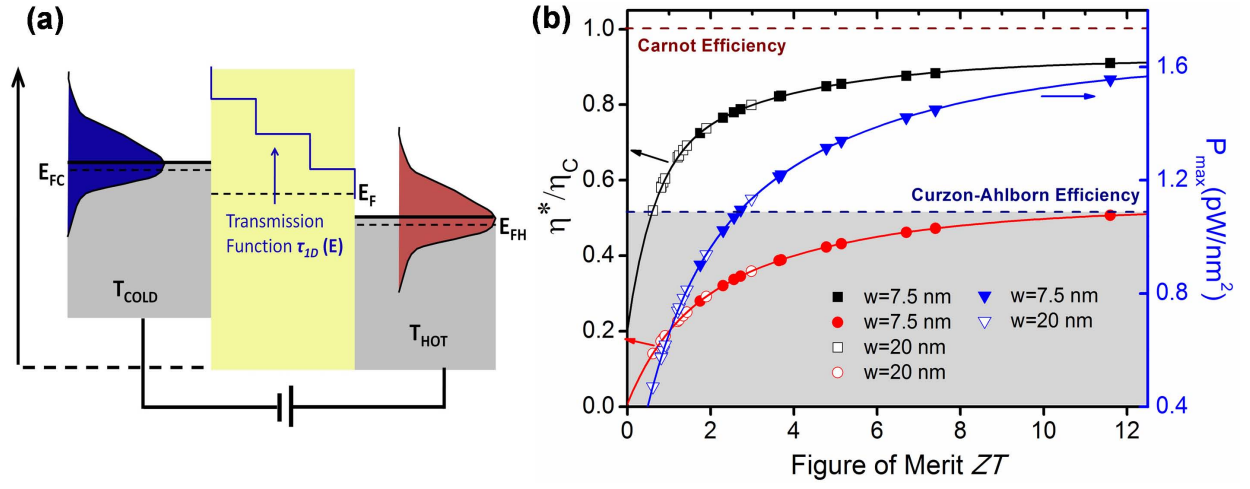 (a)
E_FC
T_COLD
Transmission
Function τ_1D (E)
E_F
E_FH
T_HOT
(b)
η*/η_C
1.0
0.8
0.6
0.4
0.2
0.0
Carnot Efficiency
Curzon-Ahlborn Efficiency
w=7.5 nm
w=7.5 nm
w=20 nm
w=20 nm
w=7.5 nm
w=20 nm
1.6
1.2
0.8
0.4
P_max (pW/nm²)
0 2 4 6 8 10 12
Figure of Merit ZT